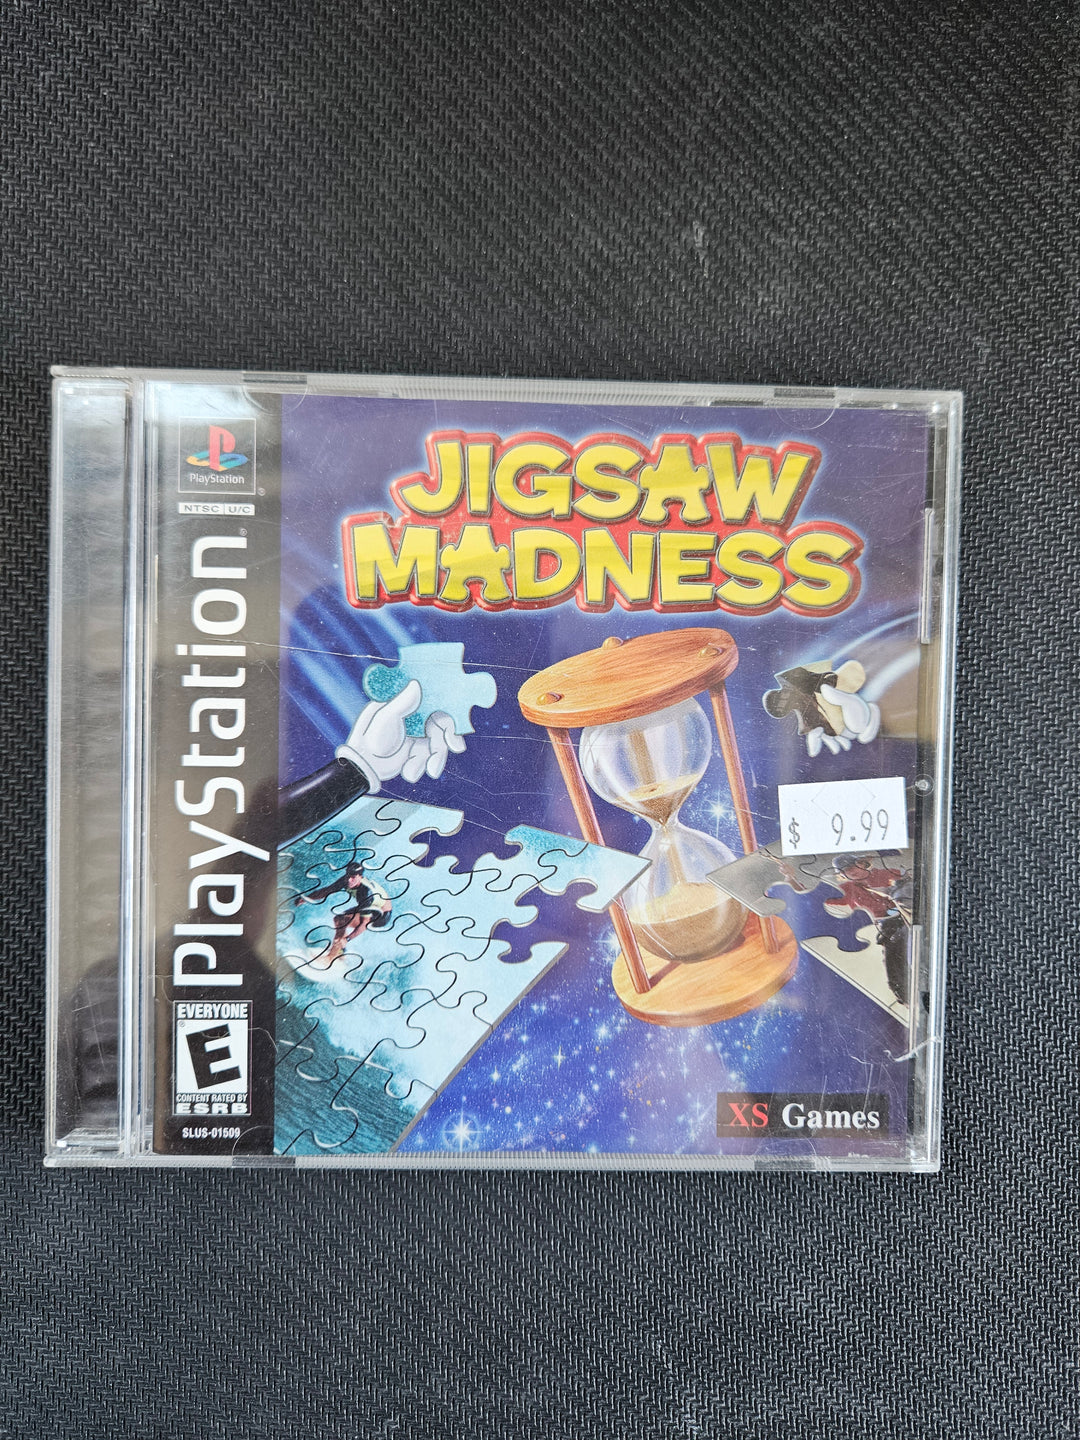 PlayStation
NTSC U/C
PlayStation
EVERYONE
E
CONTENT RATED BY
ESRB
SLUS-01509
JIGSAW
MADNESS
$ 9.99
XS Games